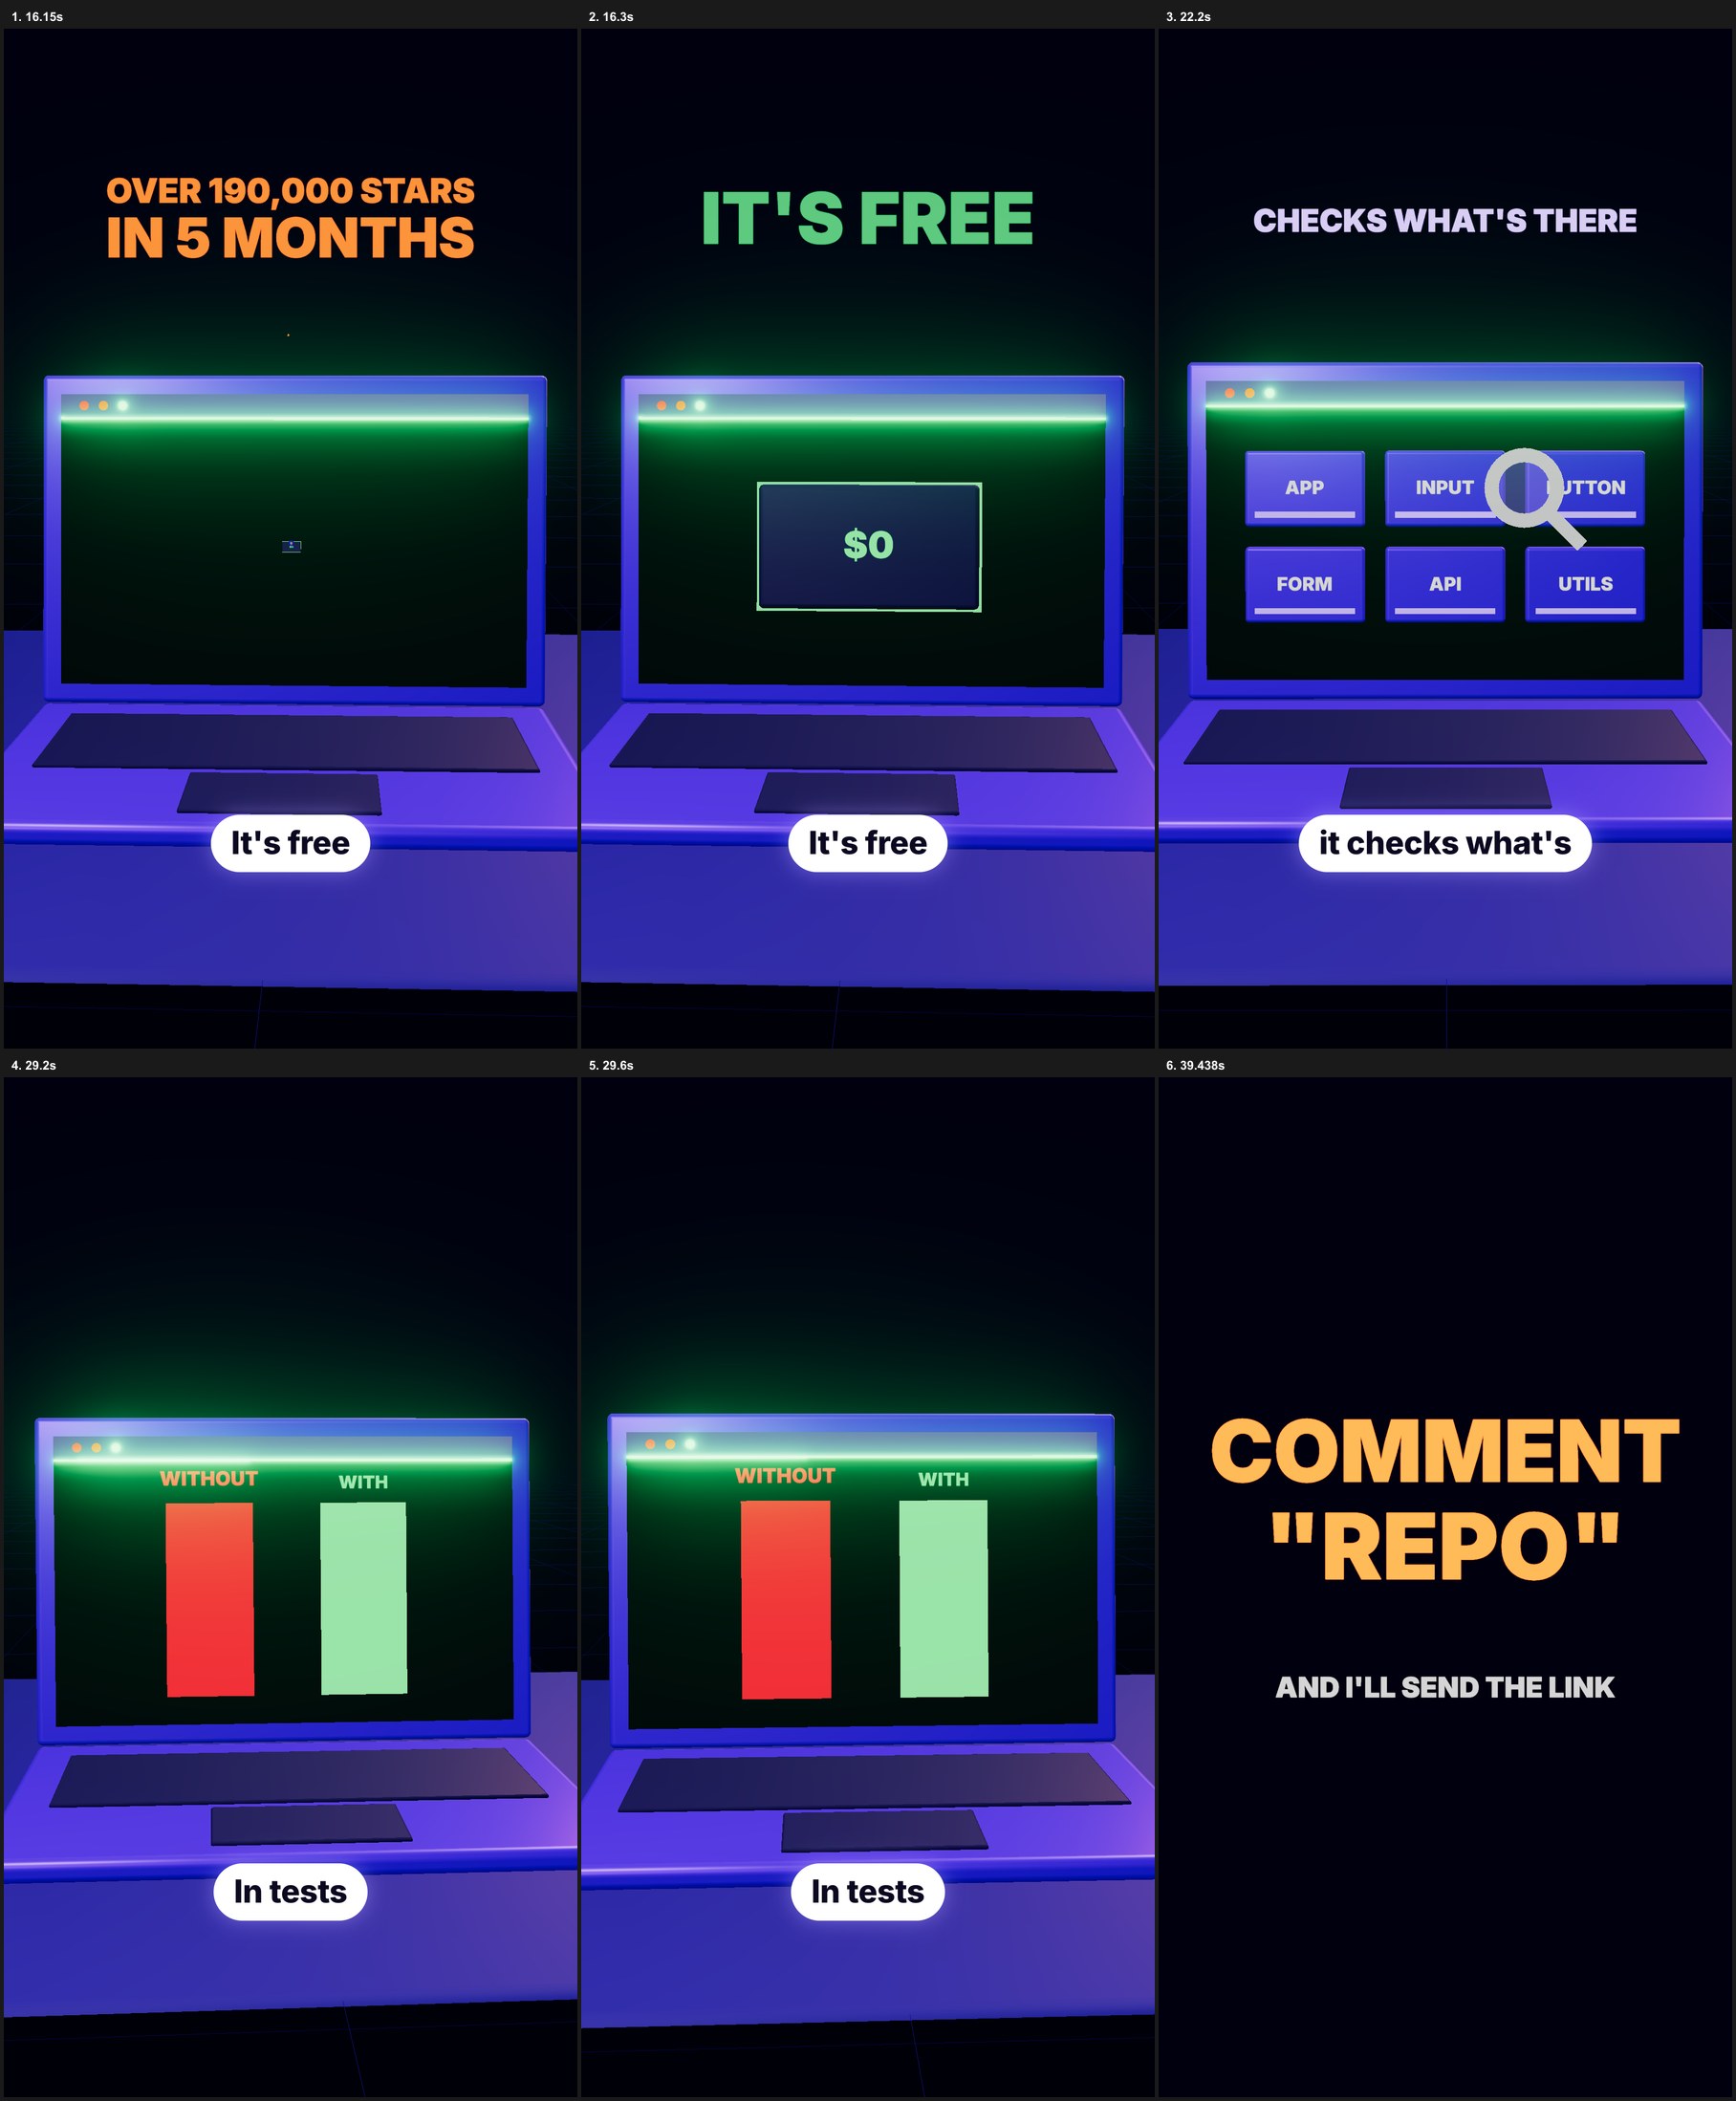 1. 16.15s
OVER 190,000 STARS
IN 5 MONTHS
It's free
2. 16.3s
IT'S FREE
$0
It's free
3. 22.2s
CHECKS WHAT'S THERE
APP
INPUT
BUTTON
FORM
API
UTILS
it checks what's
4. 29.2s
WITHOUT
WITH
In tests
5. 29.6s
WITHOUT
WITH
In tests
6. 39.438s
COMMENT
"REPO"
AND I'LL SEND THE LINK